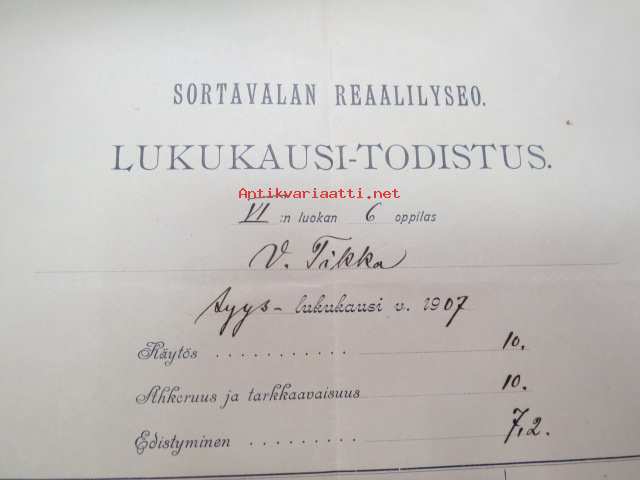 SORTAVALAN REAALILYSEO.
LUKUKAUSI-TODISTUS.
Antikvariaatti.net
VI :n luokan 6 oppilas
V. Tikka
syys- lukukausi v. 1907
Käytös . . . . . . . . . . . 10.
Ahkeruus ja tarkkaavaisuus 10.
Edistyminen . . . . . . . . . 7,2.